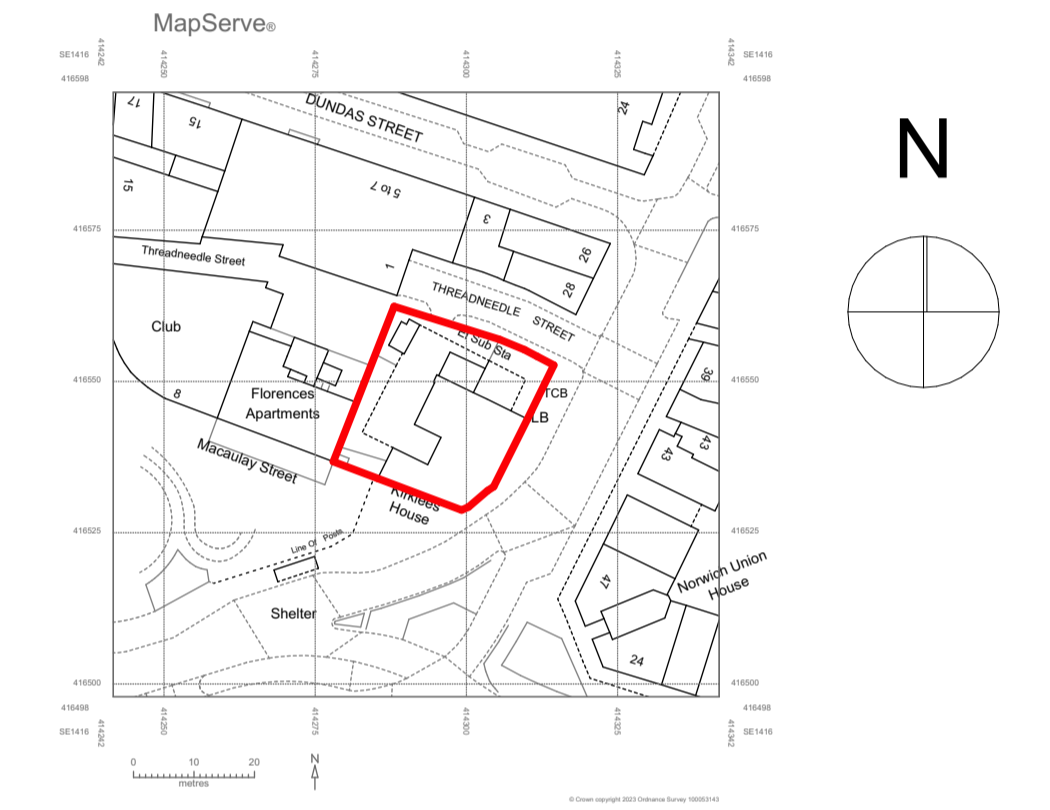 MapServe®
SE1416
416598
414242
414250
414275
414300
414325
414342
SE1416
416598
17
15
DUNDAS STREET
24
15
5 to 7
3
26
28
416575
416575
Threadneedle Street
1
THREADNEEDLE STREET
El Sub Sta
Club
8
Florences
Apartments
416550
416550
TCB
LB
39
43
43
Macaulay Street
Kirklees
House
416525
416525
Line Of Posts
Shelter
47
Norwich Union
House
24
416500
416500
416498
SE1416
414242
414250
414275
414300
414325
414342
416498
SE1416
0 10 20
metres
N
N
© Crown copyright 2023 Ordnance Survey 100053143